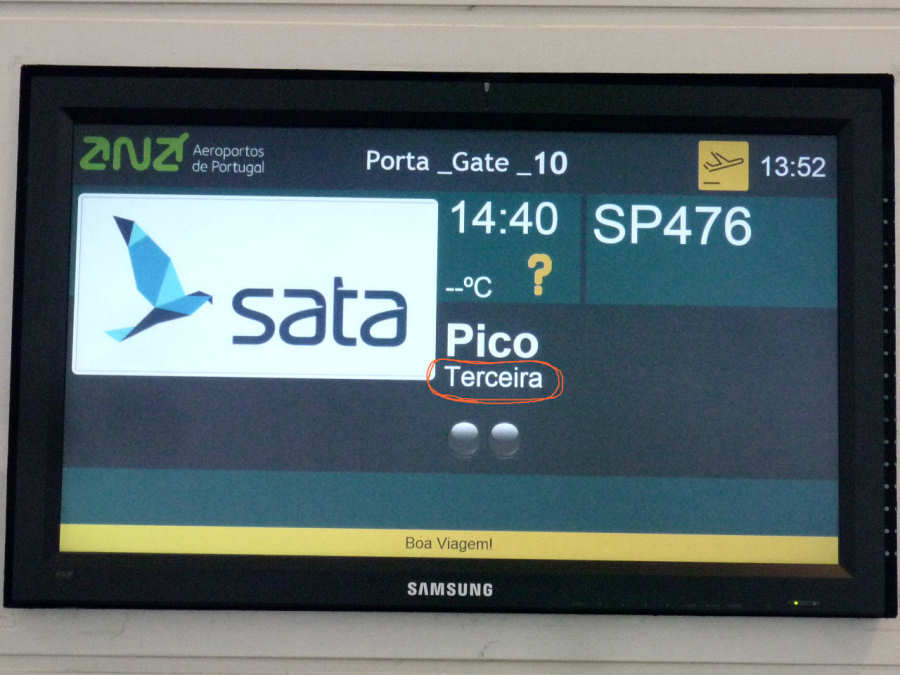 ana Aeroportos
de Portugal
Porta _Gate _10
13:52
sata
14:40
SP476
--ºC ?
Pico
Terceira
Boa Viagem!
SAMSUNG